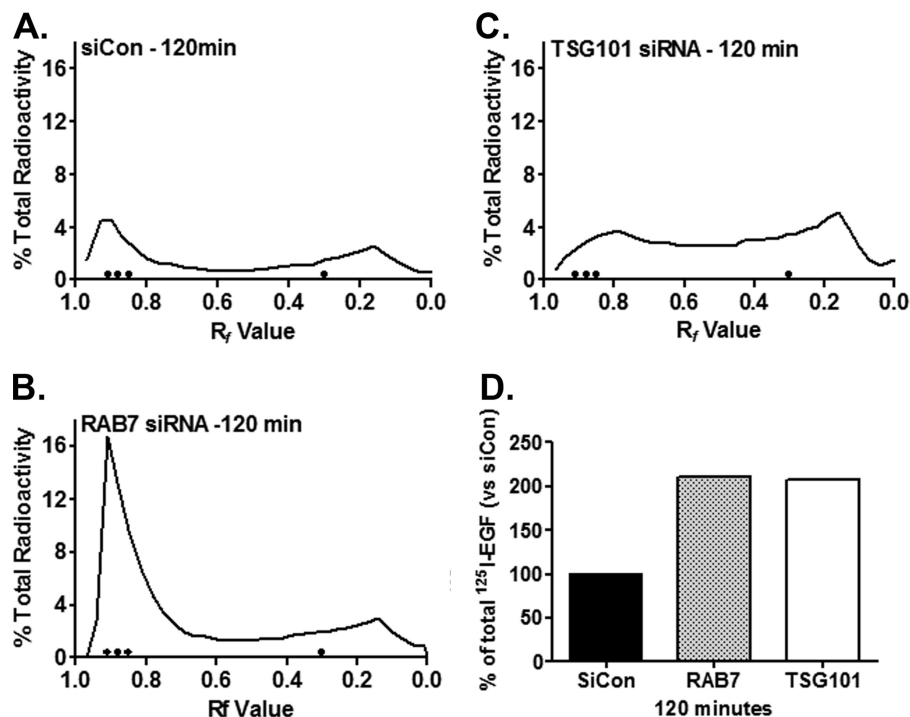 A.
siCon - 120min
% Total Radioactivity
16
12
8
4
0
1.0 0.8 0.6 0.4 0.2 0.0
Rf Value
C.
TSG101 siRNA - 120 min
% Total Radioactivity
16
12
8
4
0
1.0 0.8 0.6 0.4 0.2 0.0
Rf Value
B.
RAB7 siRNA -120 min
% Total Radioactivity
16
12
8
4
0
1.0 0.8 0.6 0.4 0.2 0.0
Rf Value
D.
% of total ¹²⁵I-EGF (vs siCon)
250
200
150
100
50
0
SiCon RAB7 TSG101
120 minutes